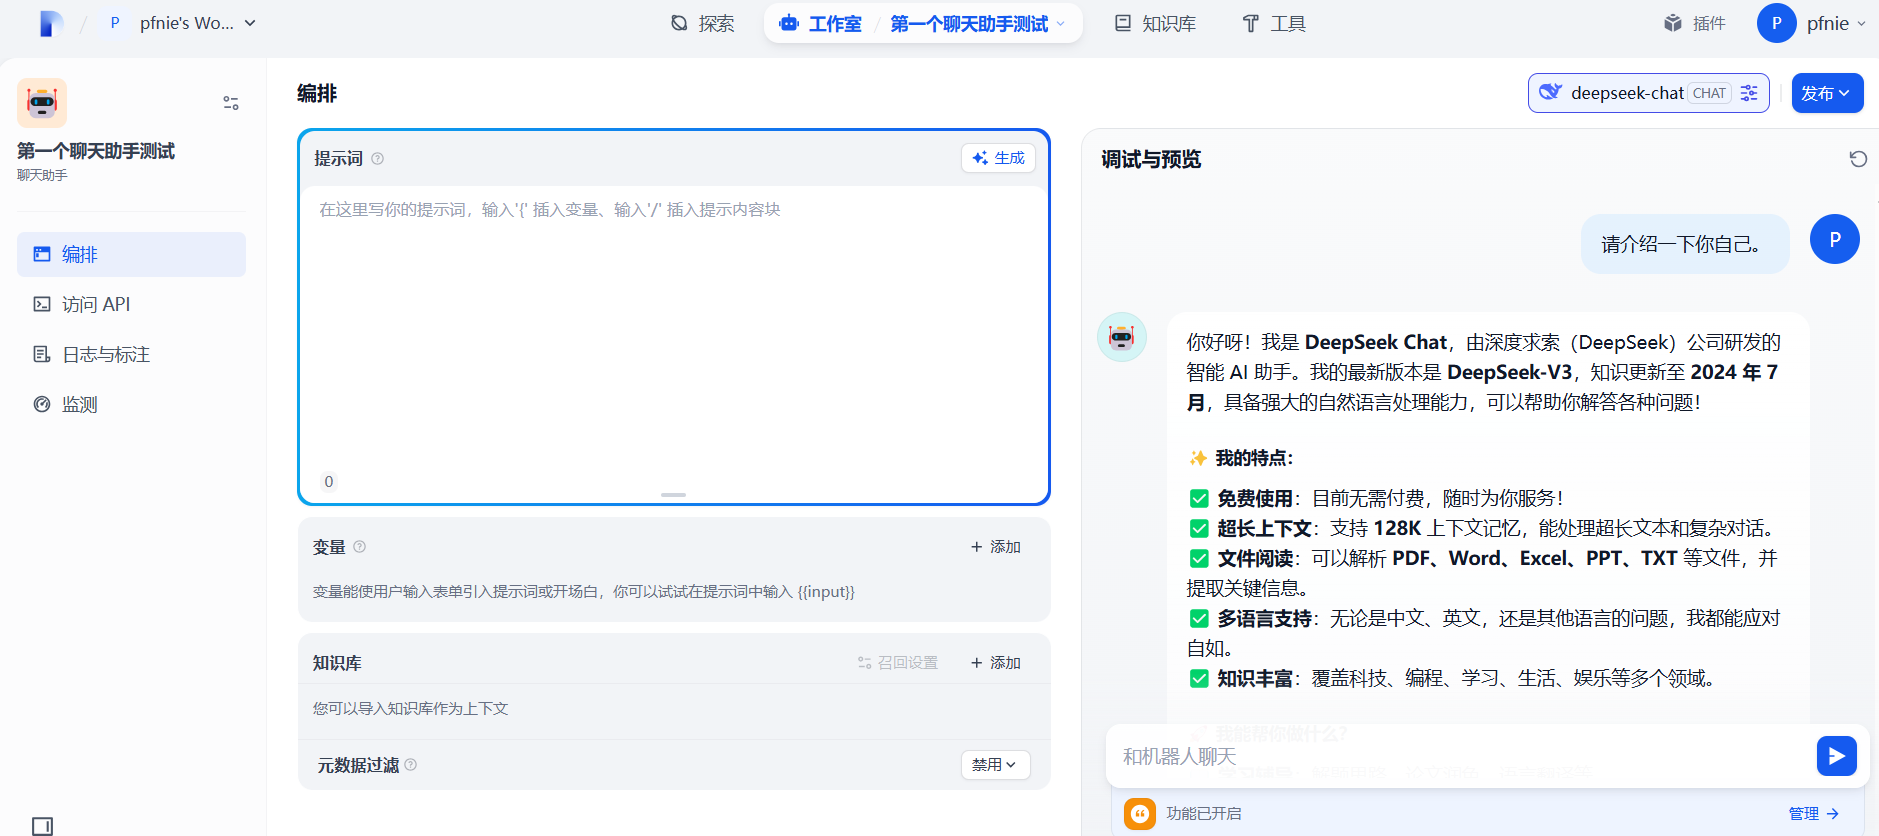 P pfnie's Wo...
探索
工作室 / 第一个聊天助手测试
知识库
工具
插件
P pfnie
第一个聊天助手测试
聊天助手
编排
访问 API
日志与标注
监测
编排
deepseek-chat CHAT
发布
提示词
生成
在这里写你的提示词，输入'{' 插入变量、输入'/' 插入提示内容块
0
变量
+ 添加
变量能使用户输入表单引入提示词或开场白，你可以试试在提示词中输入 {{input}}
知识库
召回设置
+ 添加
您可以导入知识库作为上下文
元数据过滤
禁用
调试与预览
请介绍一下你自己。
P
你好呀！我是 DeepSeek Chat，由深度求索（DeepSeek）公司研发的
智能 AI 助手。我的最新版本是 DeepSeek-V3，知识更新至 2024 年 7
月，具备强大的自然语言处理能力，可以帮助你解答各种问题！
✨ 我的特点：
✅ 免费使用：目前无需付费，随时为你服务！
✅ 超长上下文：支持 128K 上下文记忆，能处理超长文本和复杂对话。
✅ 文件阅读：可以解析 PDF、Word、Excel、PPT、TXT 等文件，并
提取关键信息。
✅ 多语言支持：无论是中文、英文，还是其他语言的问题，我都能应对
自如。
✅ 知识丰富：覆盖科技、编程、学习、生活、娱乐等多个领域。
我能帮你做什么？
和机器人聊天
功能已开启
管理 →